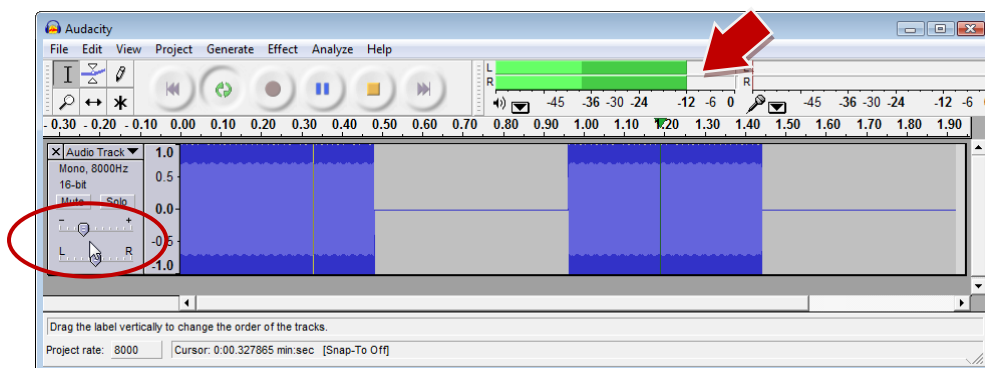 Audacity
File Edit View Project Generate Effect Analyze Help
L
R
R
-45 -36 -30 -24 -12 -6 0 -45 -36 -30 -24 -12 -6
- 0.30 - 0.20 - 0.10 0.00 0.10 0.20 0.30 0.40 0.50 0.60 0.70 0.80 0.90 1.00 1.10 1.20 1.30 1.40 1.50 1.60 1.70 1.80 1.90
X Audio Track 1.0
Mono, 8000Hz
16-bit 0.5
Mute Solo
0.0
- +
-0.5
L R
-1.0
Drag the label vertically to change the order of the tracks.
Project rate: 8000 Cursor: 0:00.327865 min:sec [Snap-To Off]